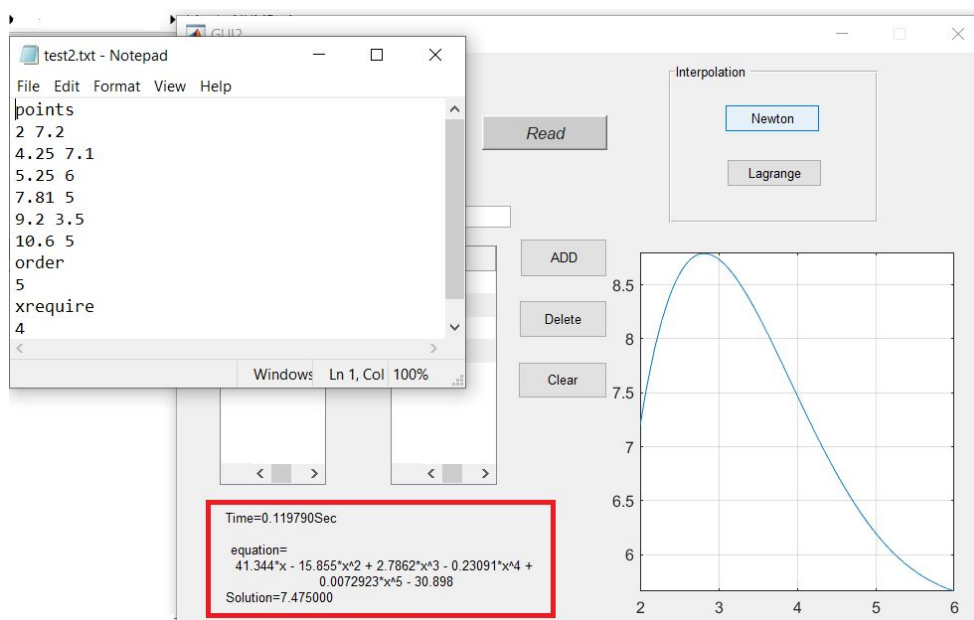 GUI2
test2.txt - Notepad
File Edit Format View Help
points
2 7.2
4.25 7.1
5.25 6
7.81 5
9.2 3.5
10.6 5
order
5
xrequire
4
Windows Ln 1, Col 100%
Read
Interpolation
Newton
Lagrange
ADD
Delete
Clear
8.5
8
7.5
7
6.5
6
2 3 4 5 6
Time=0.119790Sec
equation=
41.344*x - 15.855*x^2 + 2.7862*x^3 - 0.23091*x^4 +
0.0072923*x^5 - 30.898
Solution=7.475000